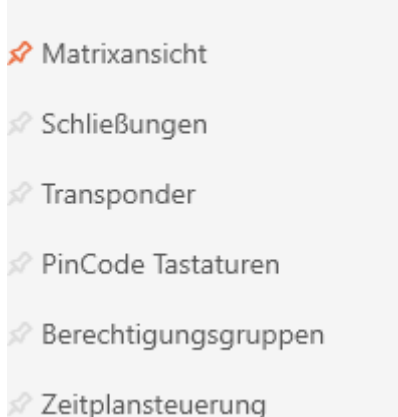 Matrixansicht
Schließungen
Transponder
PinCode Tastaturen
Berechtigungsgruppen
Zeitplansteuerung